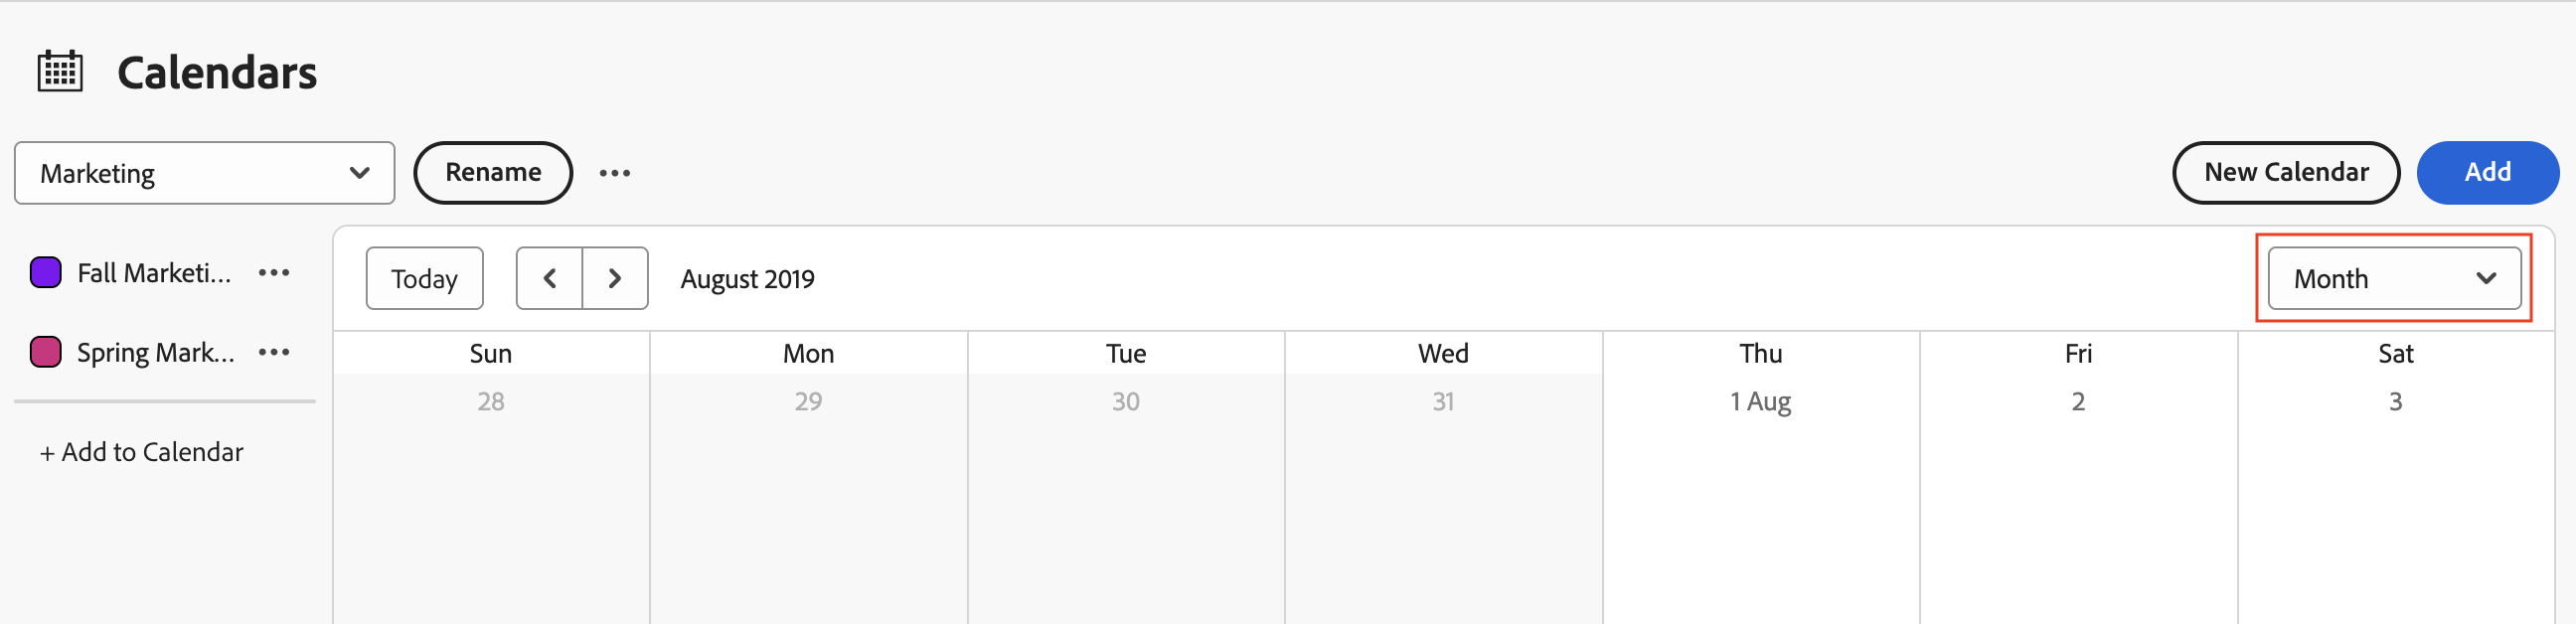 Calendars
Marketing
Rename
New Calendar
Add
Fall Marketi...
Spring Mark...
+ Add to Calendar
Today
August 2019
Month
Sun Mon Tue Wed Thu Fri Sat
28 29 30 31 1 Aug 2 3